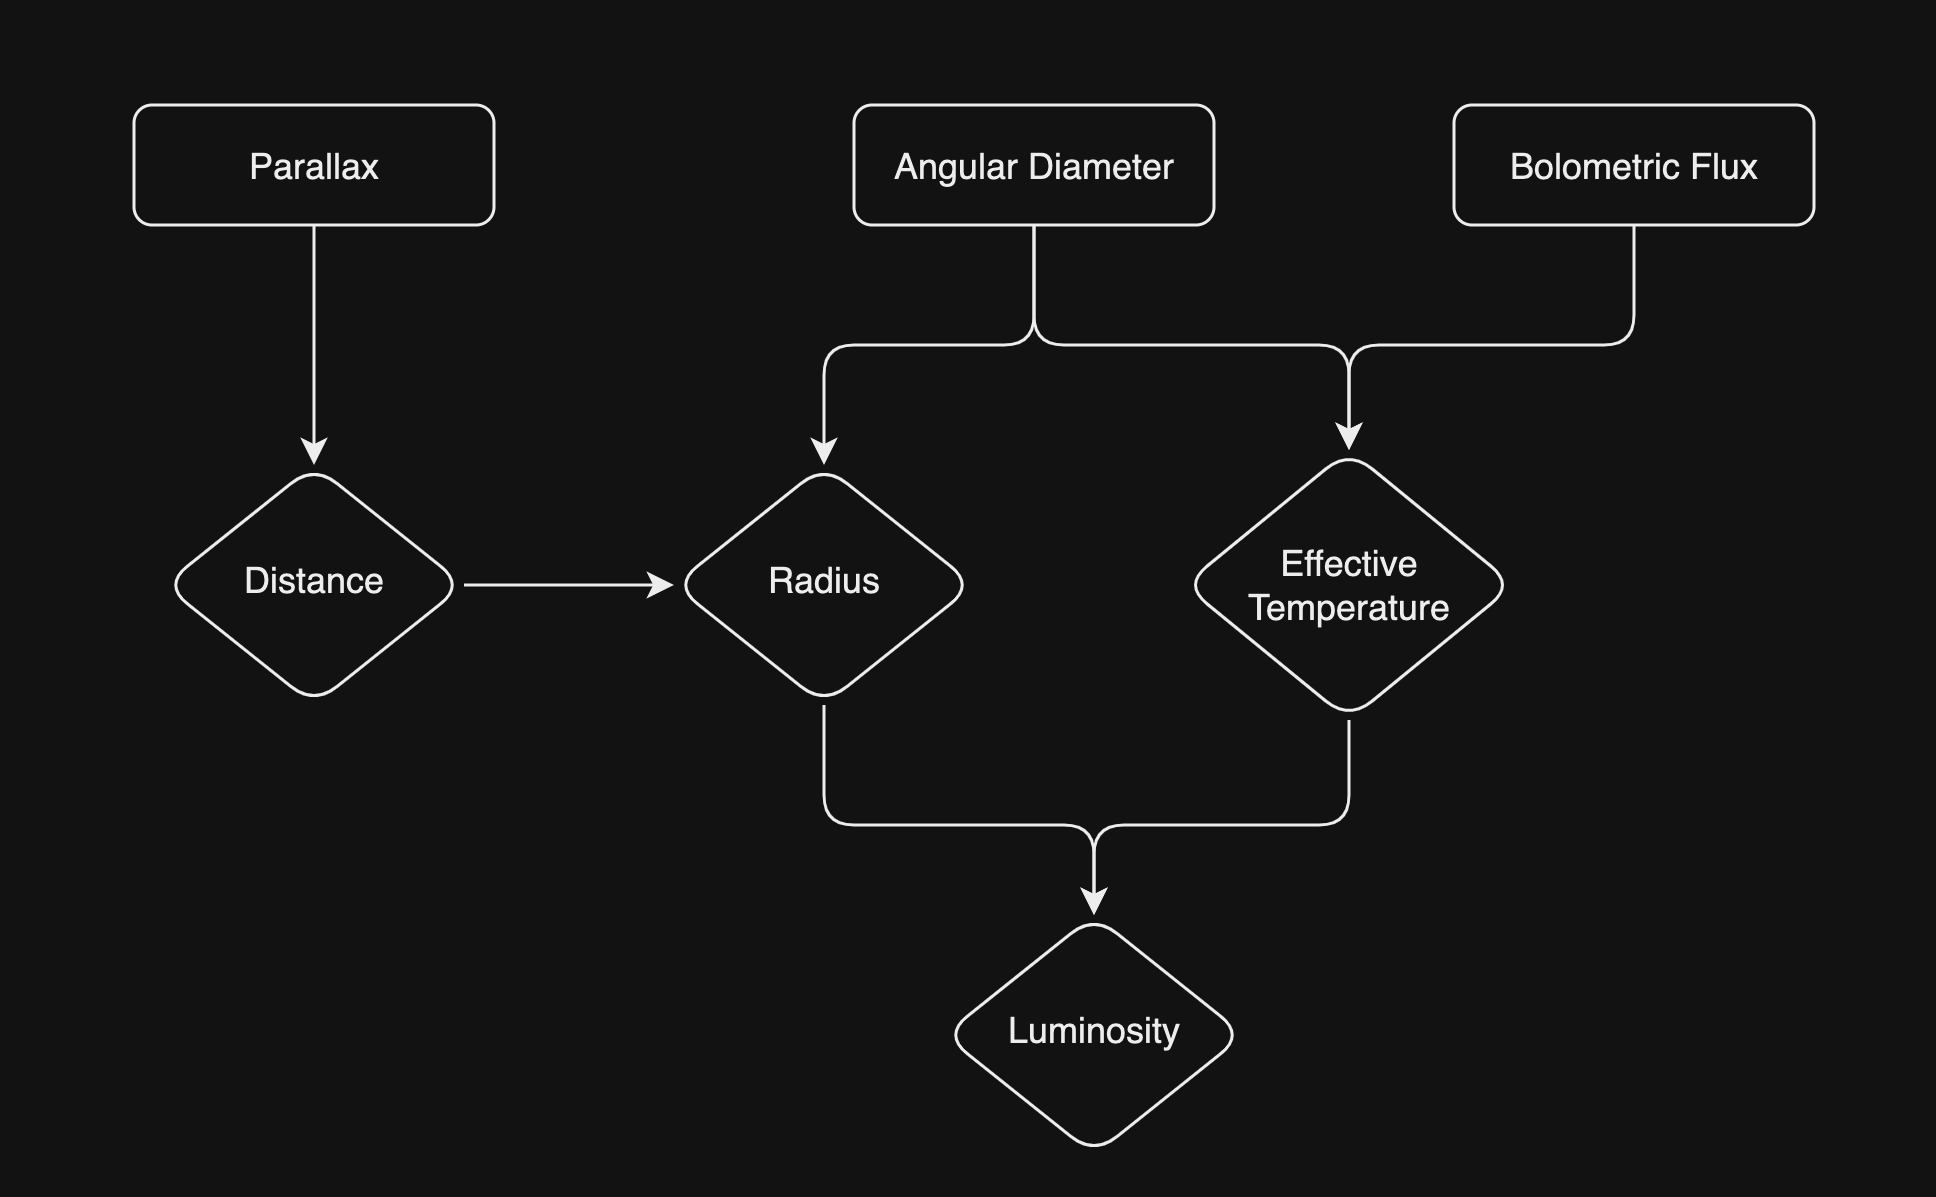 Parallax
Angular Diameter
Bolometric Flux
Distance
Radius
Effective
Temperature
Luminosity